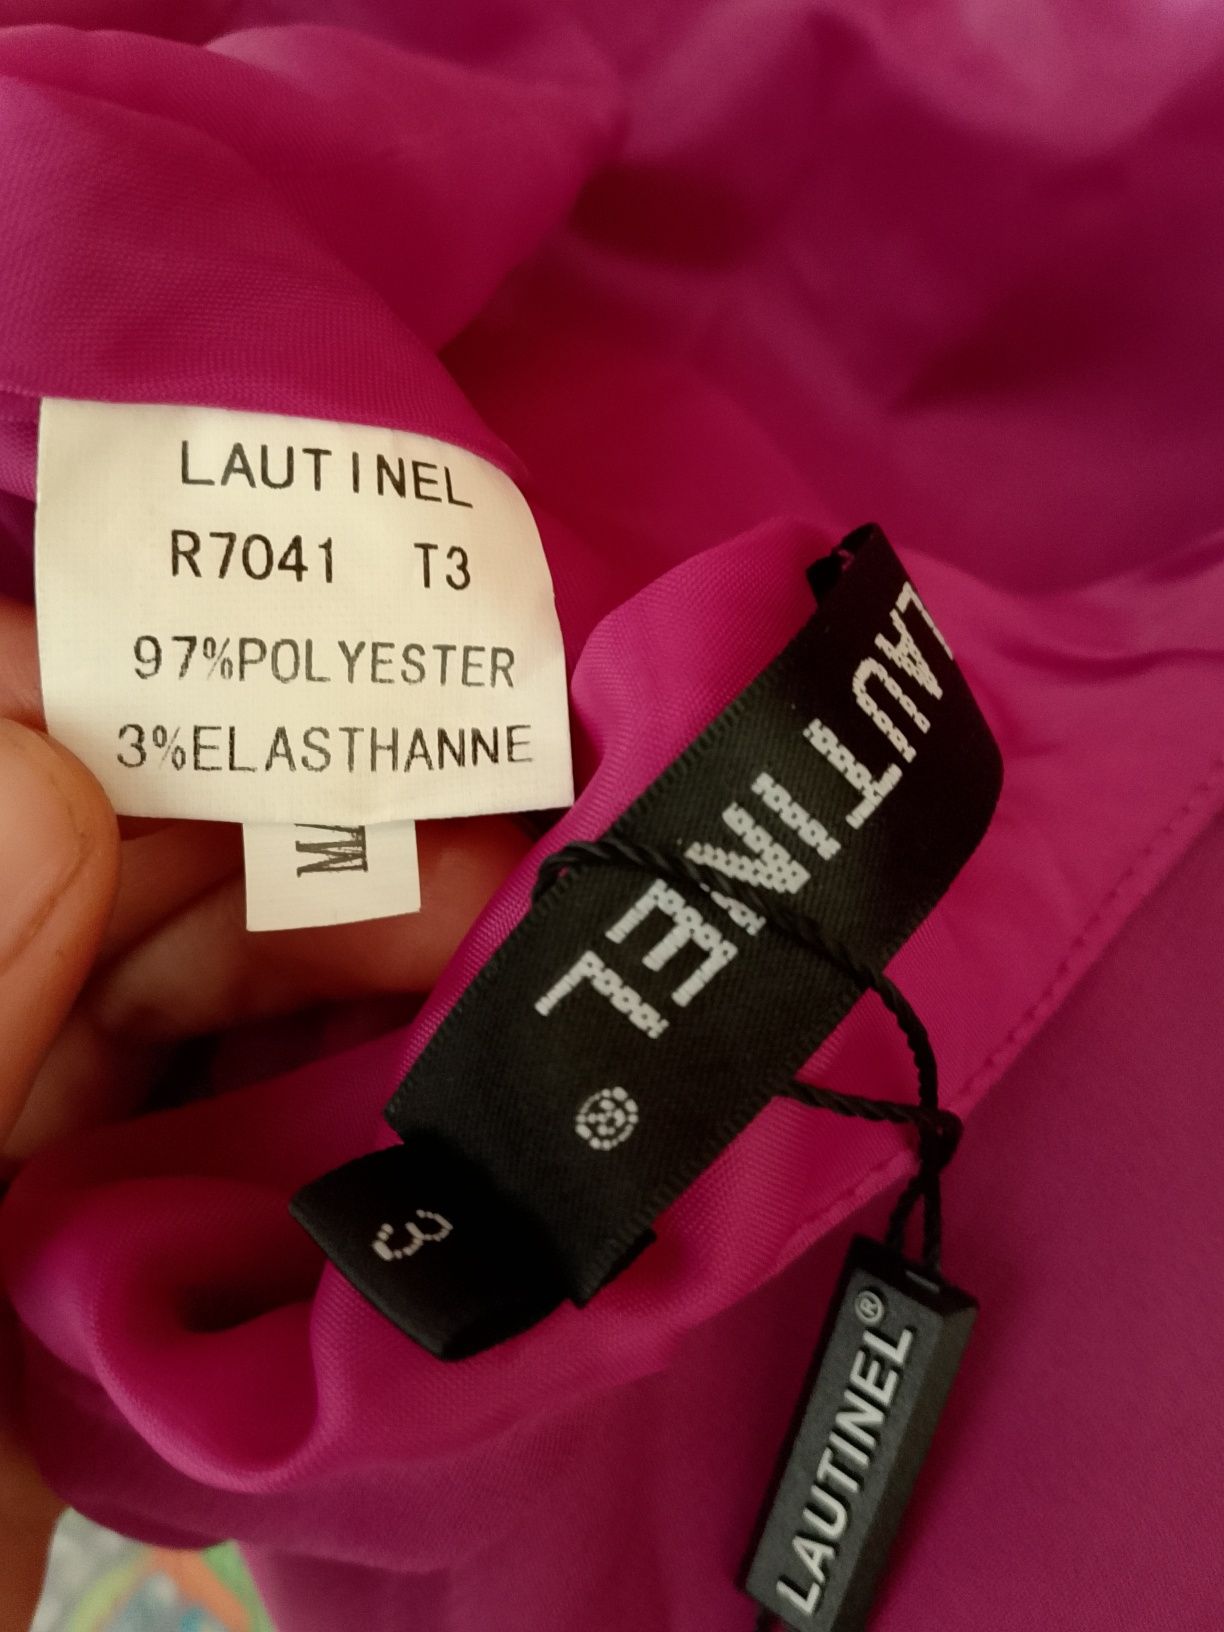 LAUTINEL
R7041 T3
97%POLYESTER
3%ELASTHANNE
LAUTINEL
®
3
LAUTINEL®